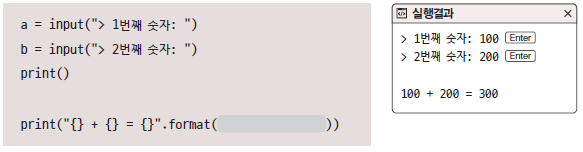 a = input("> 1번째 숫자: ")
b = input("> 2번째 숫자: ")
print()
print("{} + {} = {}".format(          ))
실행결과
> 1번째 숫자: 100 Enter
> 2번째 숫자: 200 Enter
100 + 200 = 300